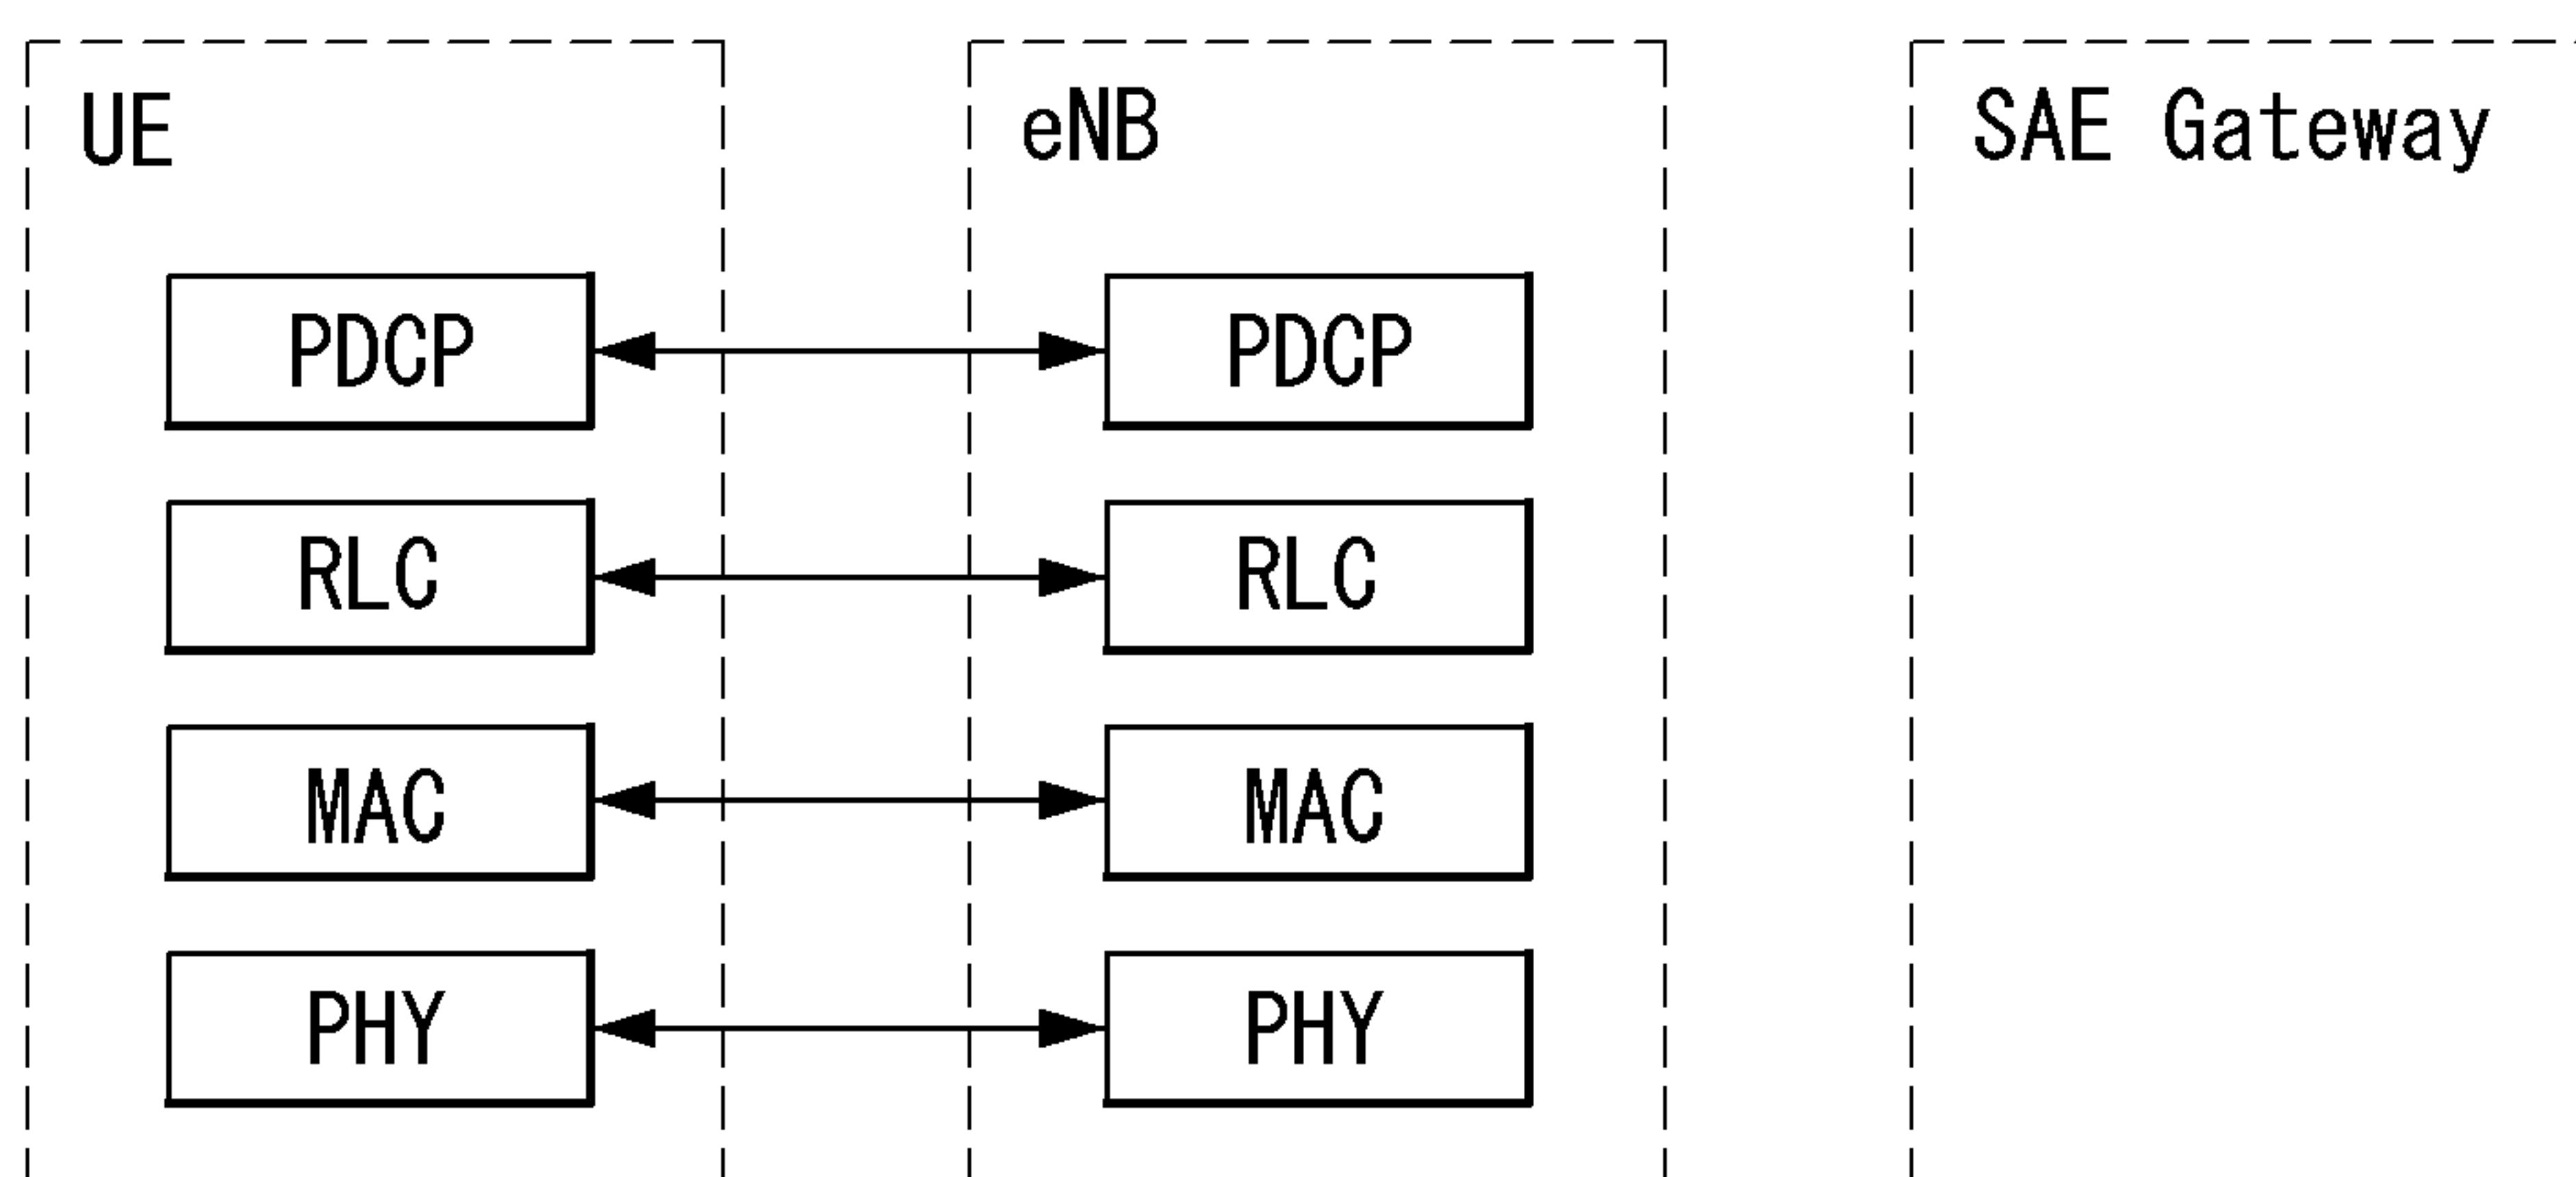 UE
eNB
SAE Gateway
PDCP
PDCP
RLC
RLC
MAC
MAC
PHY
PHY